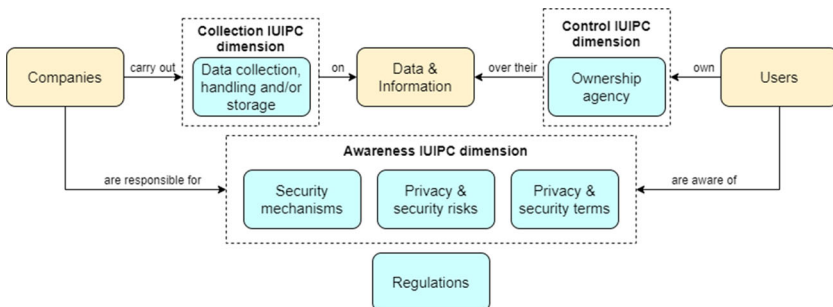 Collection IUIPC
dimension
Control IUIPC
dimension
Companies
carry out
Data collection,
handling and/or
storage
on
Data &
Information
over their
Ownership
agency
own
Users
Awareness IUIPC dimension
are responsible for
Security
mechanisms
Privacy &
security risks
Privacy &
security terms
are aware of
Regulations